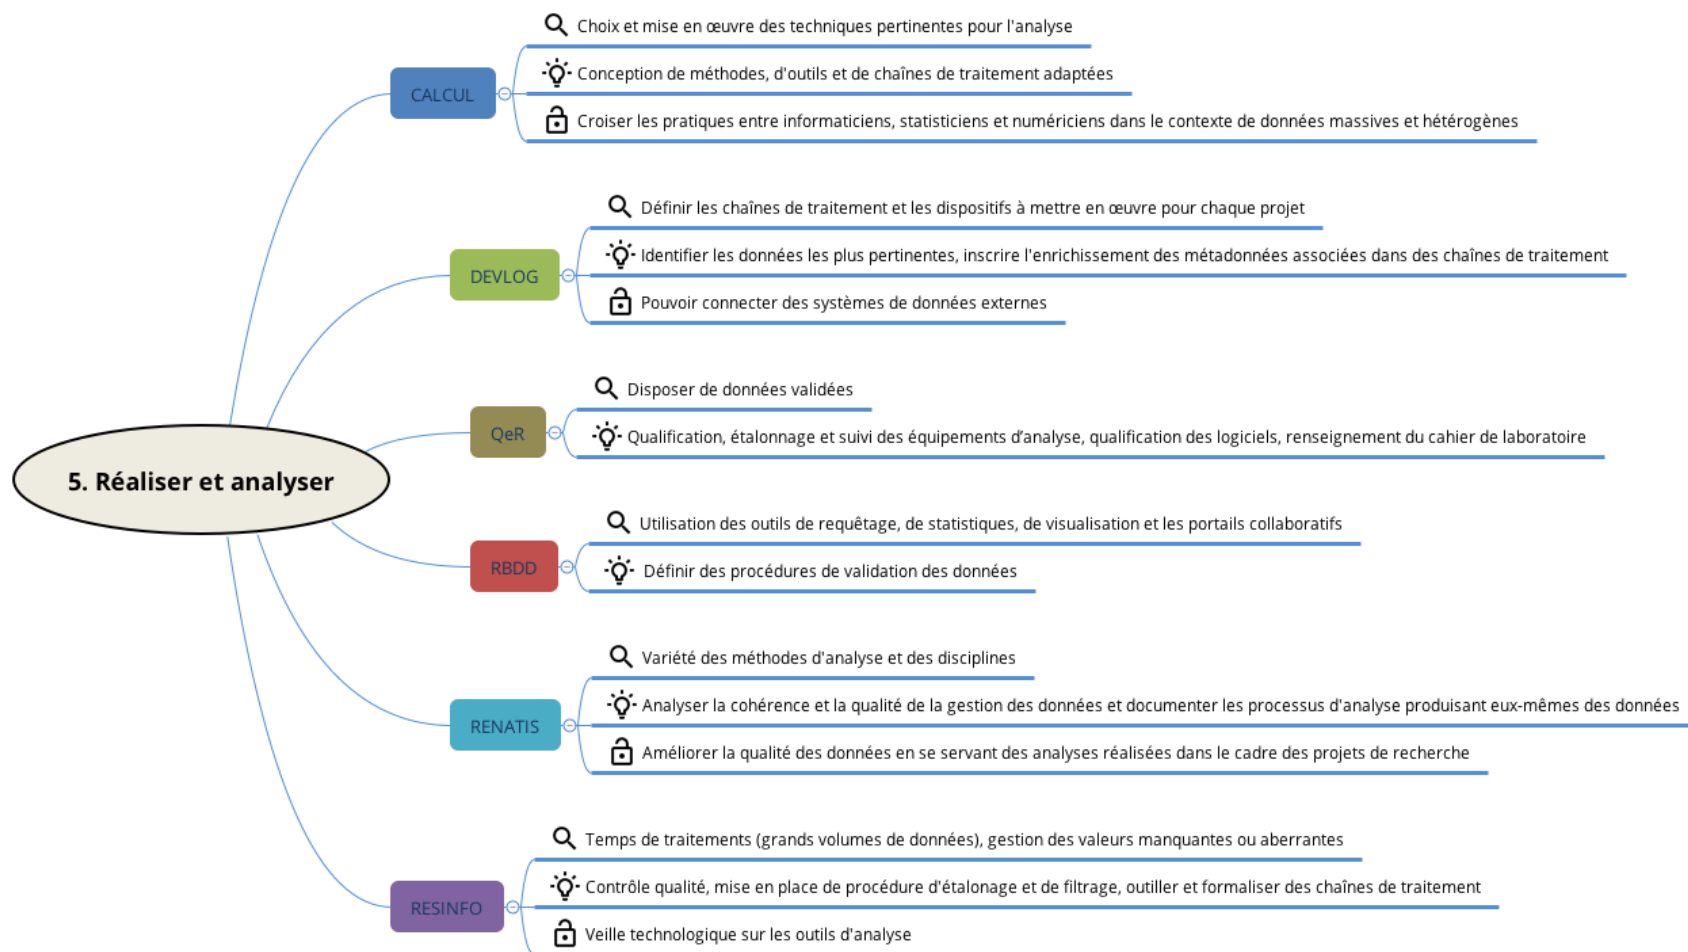 Choix et mise en œuvre des techniques pertinentes pour l'analyse
CALCUL
Conception de méthodes, d'outils et de chaînes de traitement adaptées
Croiser les pratiques entre informaticiens, statisticiens et numériciens dans le contexte de données massives et hétérogènes
Définir les chaînes de traitement et les dispositifs à mettre en œuvre pour chaque projet
DEVLOG
Identifier les données les plus pertinentes, inscrire l'enrichissement des métadonnées associées dans des chaînes de traitement
Pouvoir connecter des systèmes de données externes
Disposer de données validées
QeR
Qualification, étalonnage et suivi des équipements d’analyse, qualification des logiciels, renseignement du cahier de laboratoire
5. Réaliser et analyser
Utilisation des outils de requêtage, de statistiques, de visualisation et les portails collaboratifs
RBDD
Définir des procédures de validation des données
Variété des méthodes d'analyse et des disciplines
RENATIS
Analyser la cohérence et la qualité de la gestion des données et documenter les processus d'analyse produisant eux-mêmes des données
Améliorer la qualité des données en se servant des analyses réalisées dans le cadre des projets de recherche
Temps de traitements (grands volumes de données), gestion des valeurs manquantes ou aberrantes
RESINFO
Contrôle qualité, mise en place de procédure d'étalonage et de filtrage, outiller et formaliser des chaînes de traitement
Veille technologique sur les outils d'analyse